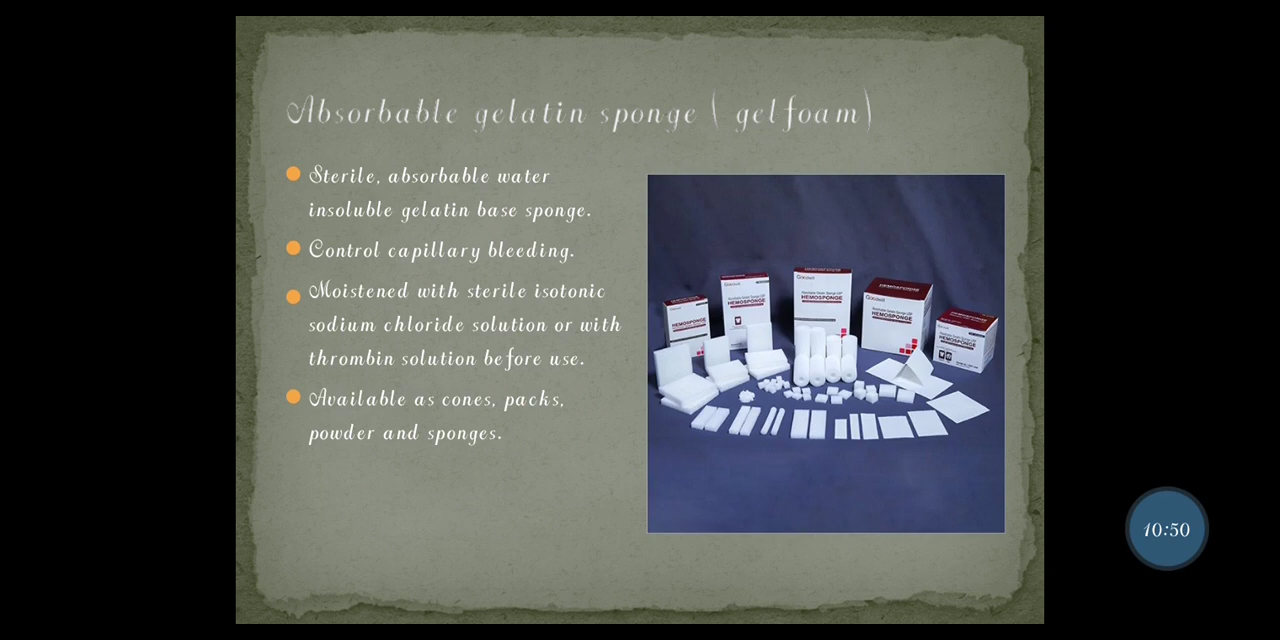 Absorbable gelatin sponge ( gelfoam)
Sterile, absorbable water
insoluble gelatin base sponge.
Control capillary bleeding.
Moistened with sterile isotonic
sodium chloride solution or with
thrombin solution before use.
Available as cones, packs,
powder and sponges.
HEMOSPONGE
HEMOSPONGE
HEMOSPONGE
HEMOSPONGE
HEMOSPONGE
10:50